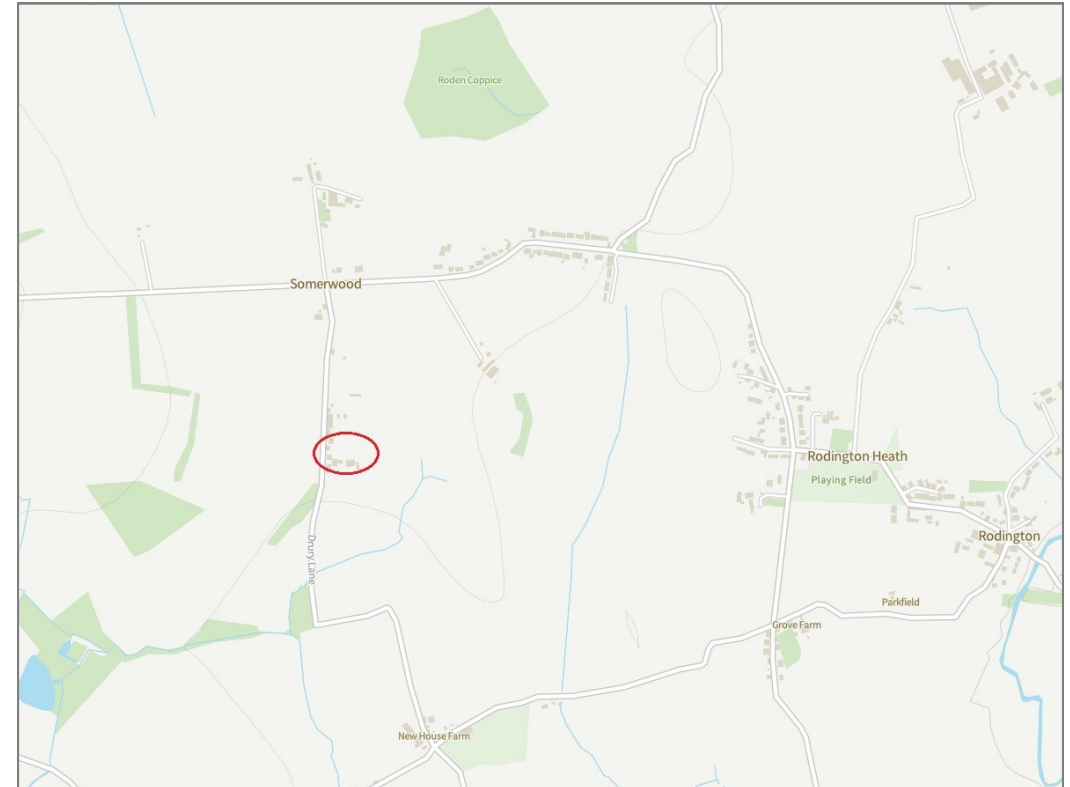 Roden Coppice
Somerwood
Rodington Heath
Playing Field
Rodington
Drury Lane
Parkfield
Grove Farm
New House Farm